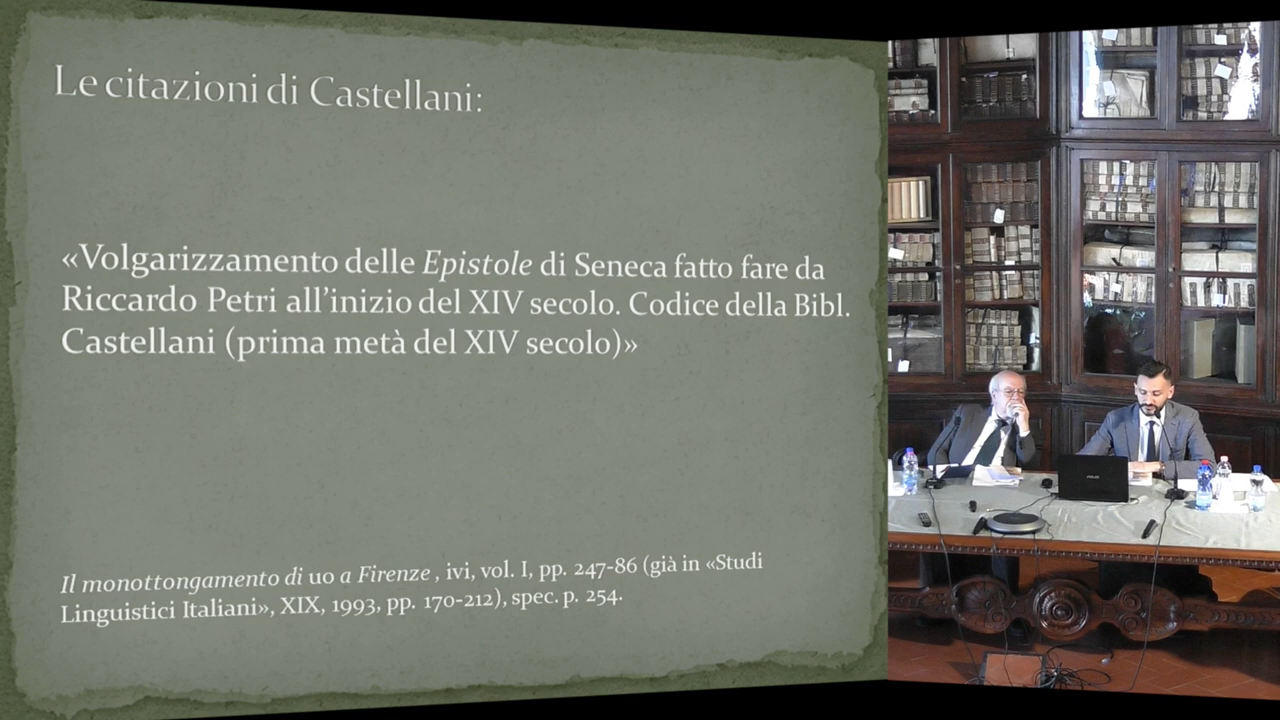 Le citazioni di Castellani:
«Volgarizzamento delle Epistole di Seneca fatto fare da
Riccardo Petri all’inizio del XIV secolo. Codice della Bibl.
Castellani (prima metà del XIV secolo)»
Il monottongamento di uo a Firenze , ivi, vol. I, pp. 247-86 (già in «Studi
Linguistici Italiani», XIX, 1993, pp. 170-212), spec. p. 254.
ASUS